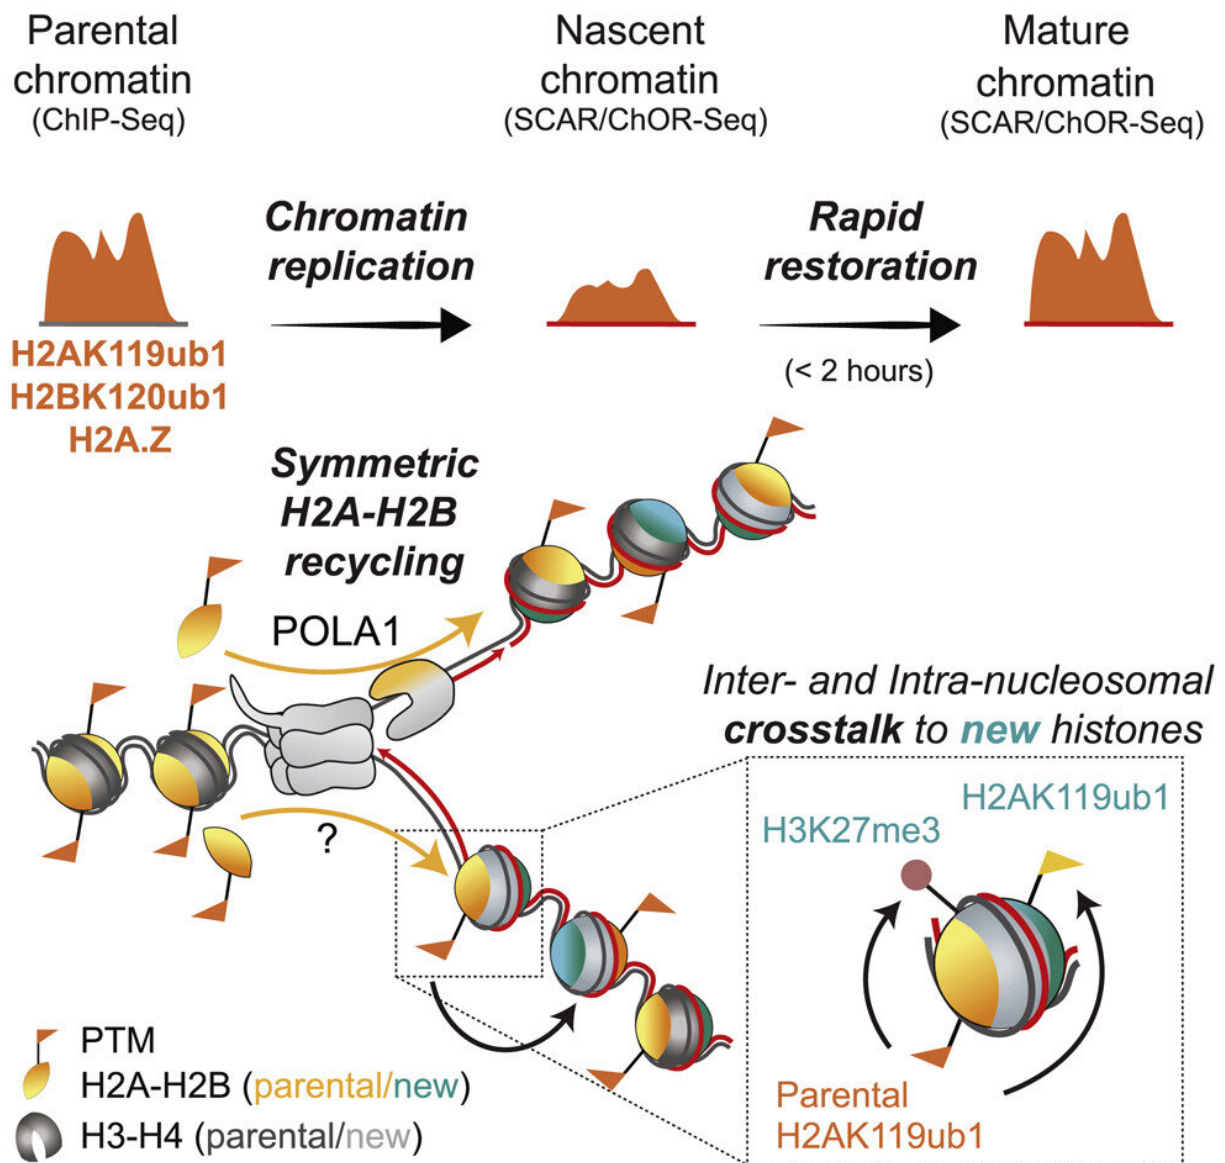 Parental
chromatin
(ChIP-Seq)
Nascent
chromatin
(SCAR/ChOR-Seq)
Mature
chromatin
(SCAR/ChOR-Seq)
Chromatin
replication
Rapid
restoration
(< 2 hours)
H2AK119ub1
H2BK120ub1
H2A.Z
Symmetric
H2A-H2B
recycling
POLA1
?
Inter- and Intra-nucleosomal
crosstalk to new histones
H2AK119ub1
H3K27me3
Parental
H2AK119ub1
PTM
H2A-H2B (parental/new)
H3-H4 (parental/new)